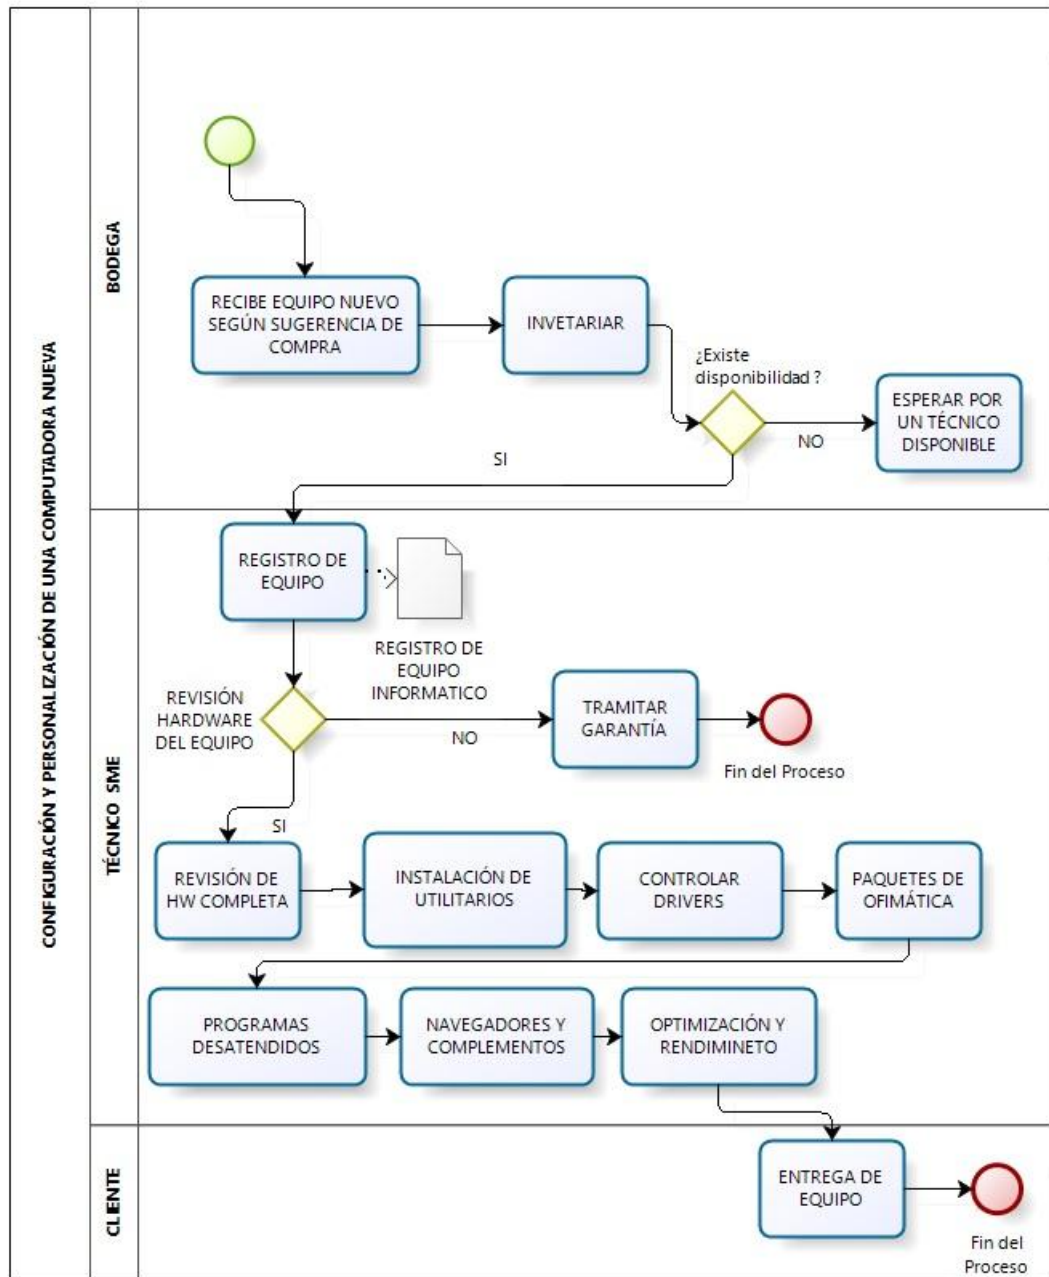 CONFIGURACIÓN Y PERSONALIZACIÓN DE UNA COMPUTADORA NUEVA
BODEGA
RECIBE EQUIPO NUEVO
SEGÚN SUGERENCIA DE
COMPRA
INVETARIAR
¿Existe
disponibilidad ?
ESPERAR POR
UN TÉCNICO
DISPONIBLE
NO
SI
TÉCNICO SME
REGISTRO DE
EQUIPO
REGISTRO DE
EQUIPO
INFORMATICO
REVISIÓN
HARDWARE
DEL EQUIPO
NO
TRAMITAR
GARANTÍA
Fin del Proceso
SI
REVISIÓN DE
HW COMPLETA
INSTALACIÓN DE
UTILITARIOS
CONTROLAR
DRIVERS
PAQUETES DE
OFIMÁTICA
PROGRAMAS
DESATENDIDOS
NAVEGADORES Y
COMPLEMENTOS
OPTIMIZACIÓN Y
RENDIMINETO
CLIENTE
ENTREGA DE
EQUIPO
Fin del
Proceso